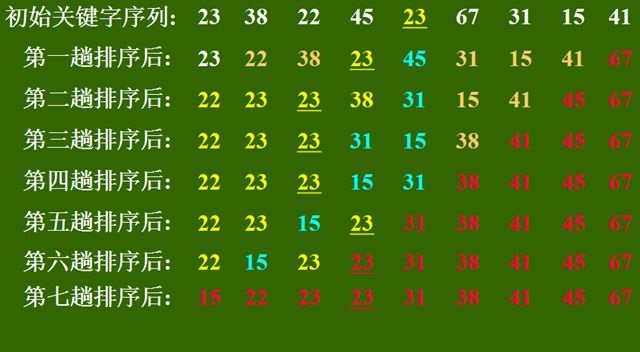 初始关键字序列: 23 38 22 45 23 67 31 15 41
第一趟排序后: 23 22 38 23 45 31 15 41 67
第二趟排序后: 22 23 23 38 31 15 41 45 67
第三趟排序后: 22 23 23 31 15 38 41 45 67
第四趟排序后: 22 23 23 15 31 38 41 45 67
第五趟排序后: 22 23 15 23 31 38 41 45 67
第六趟排序后: 22 15 23 23 31 38 41 45 67
第七趟排序后: 15 22 23 23 31 38 41 45 67